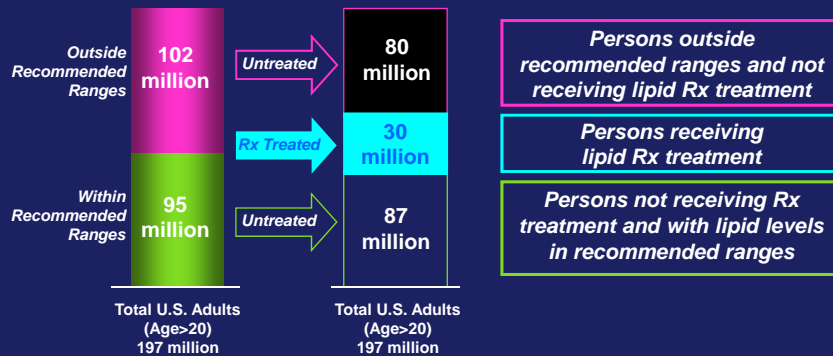 Outside
Recommended
Ranges
102
million
Untreated
80
million
Persons outside
recommended ranges and not
receiving lipid Rx treatment
Rx Treated
30
million
Persons receiving
lipid Rx treatment
Within
Recommended
Ranges
95
million
Untreated
87
million
Persons not receiving Rx
treatment and with lipid levels
in recommended ranges
Total U.S. Adults
(Age>20)
197 million
Total U.S. Adults
(Age>20)
197 million